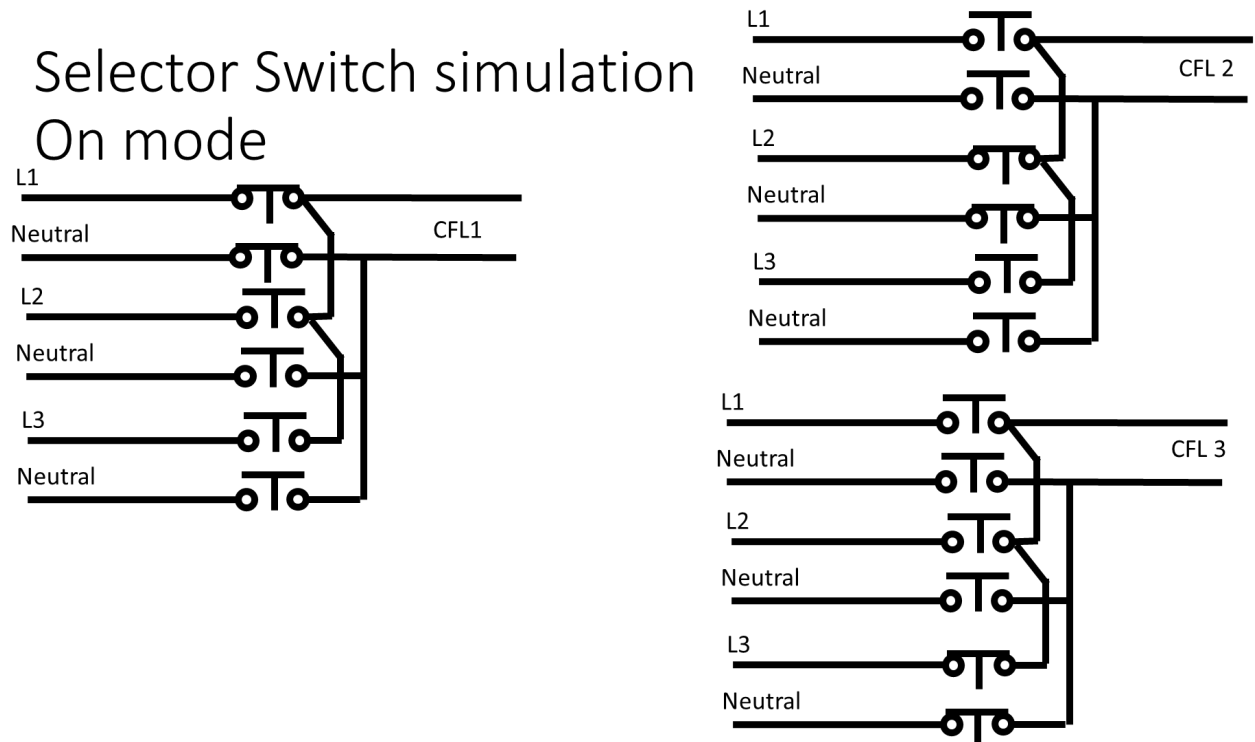 Selector Switch simulation
On mode
L1
Neutral
CFL1
L2
Neutral
L3
Neutral
L1
Neutral
CFL 2
L2
Neutral
L3
Neutral
L1
Neutral
CFL 3
L2
Neutral
L3
Neutral